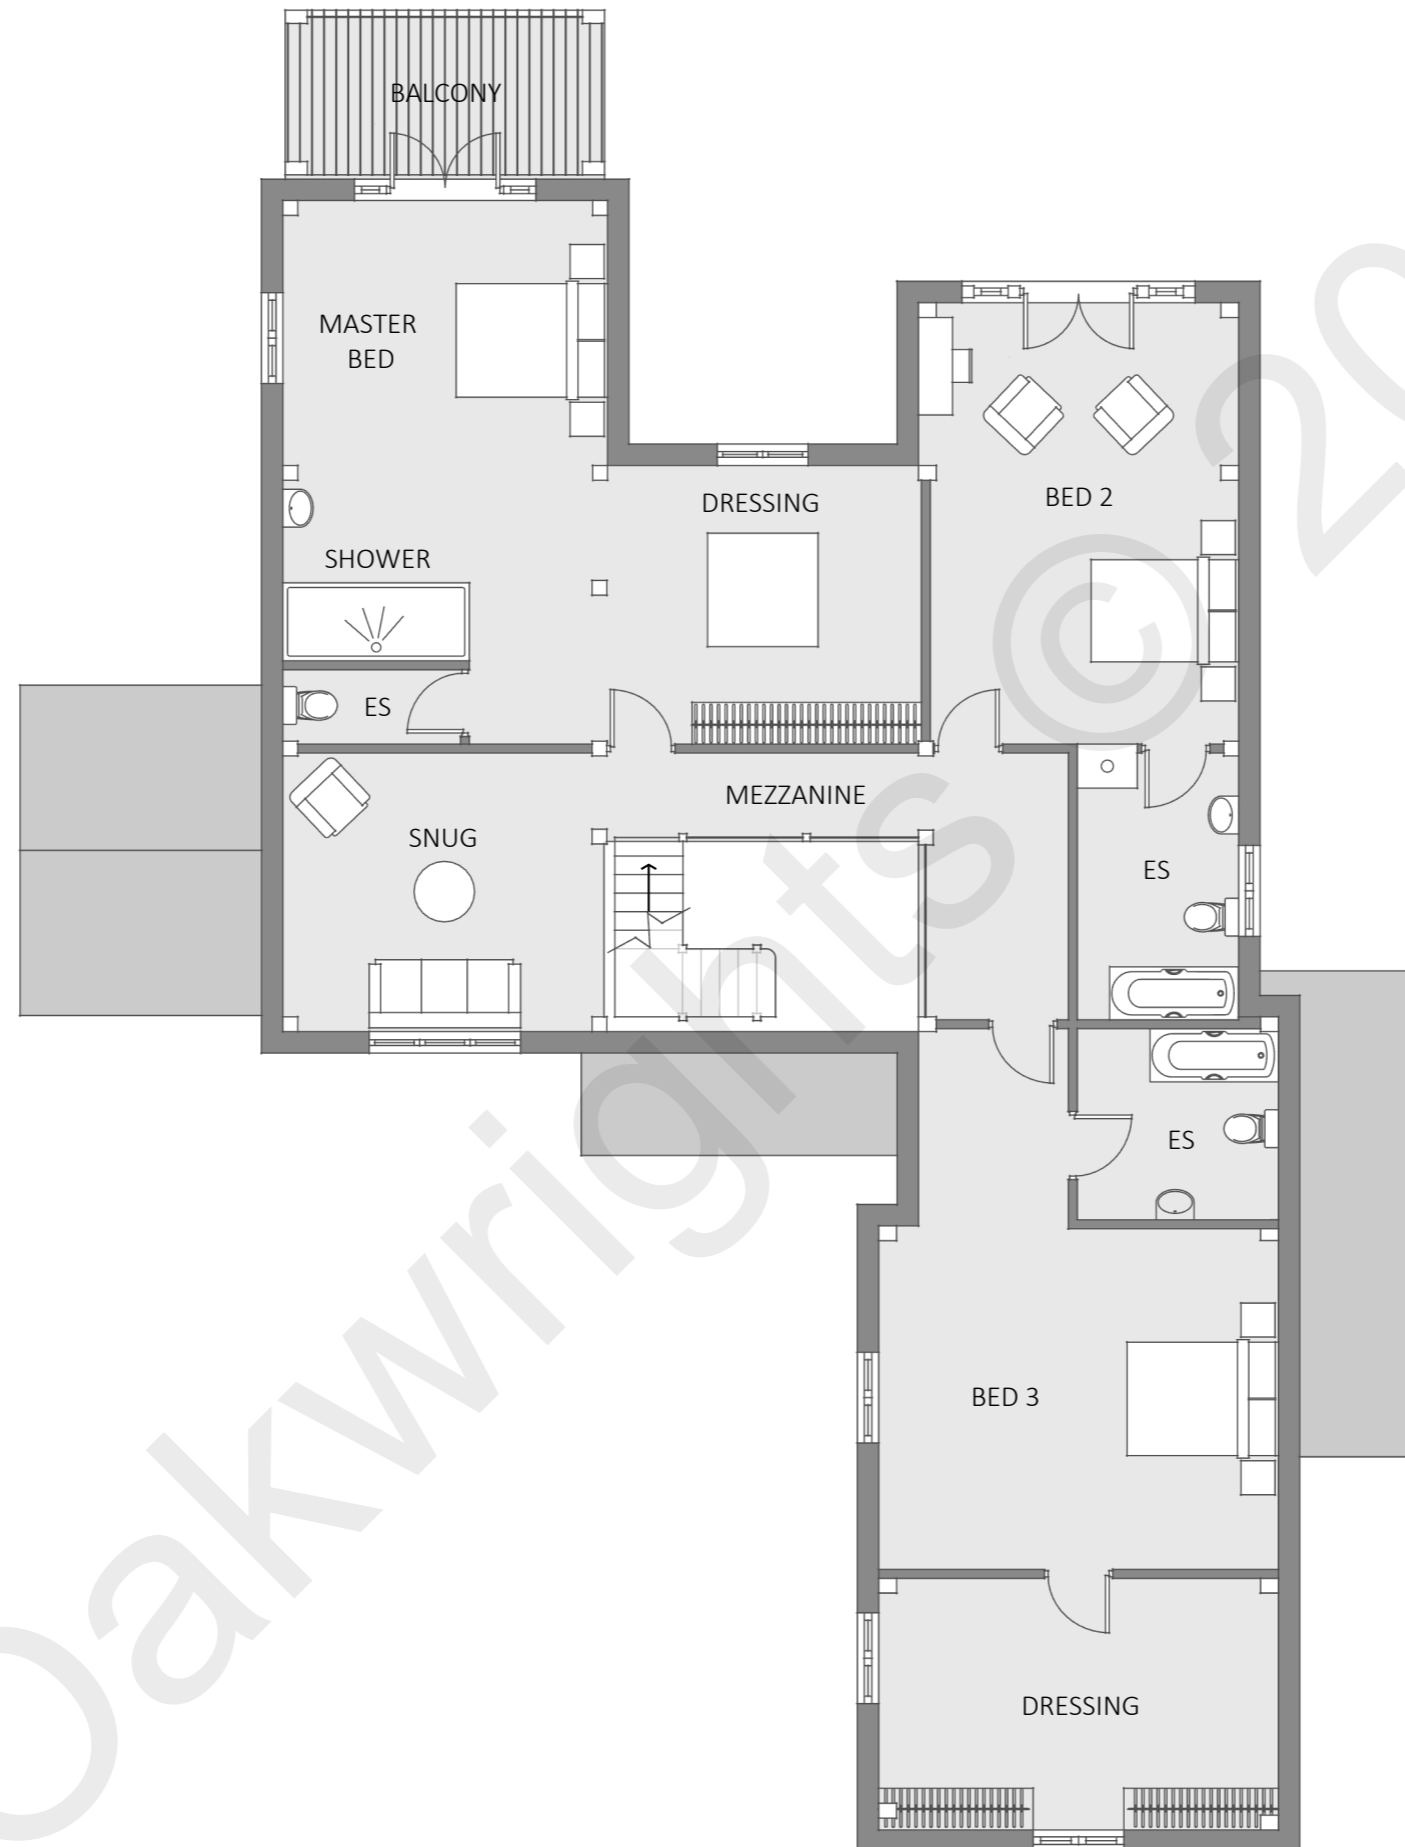 BALCONY
MASTER
BED
DRESSING
BED 2
SHOWER
ES
MEZZANINE
SNUG
ES
ES
BED 3
DRESSING
Oakwrights © 20